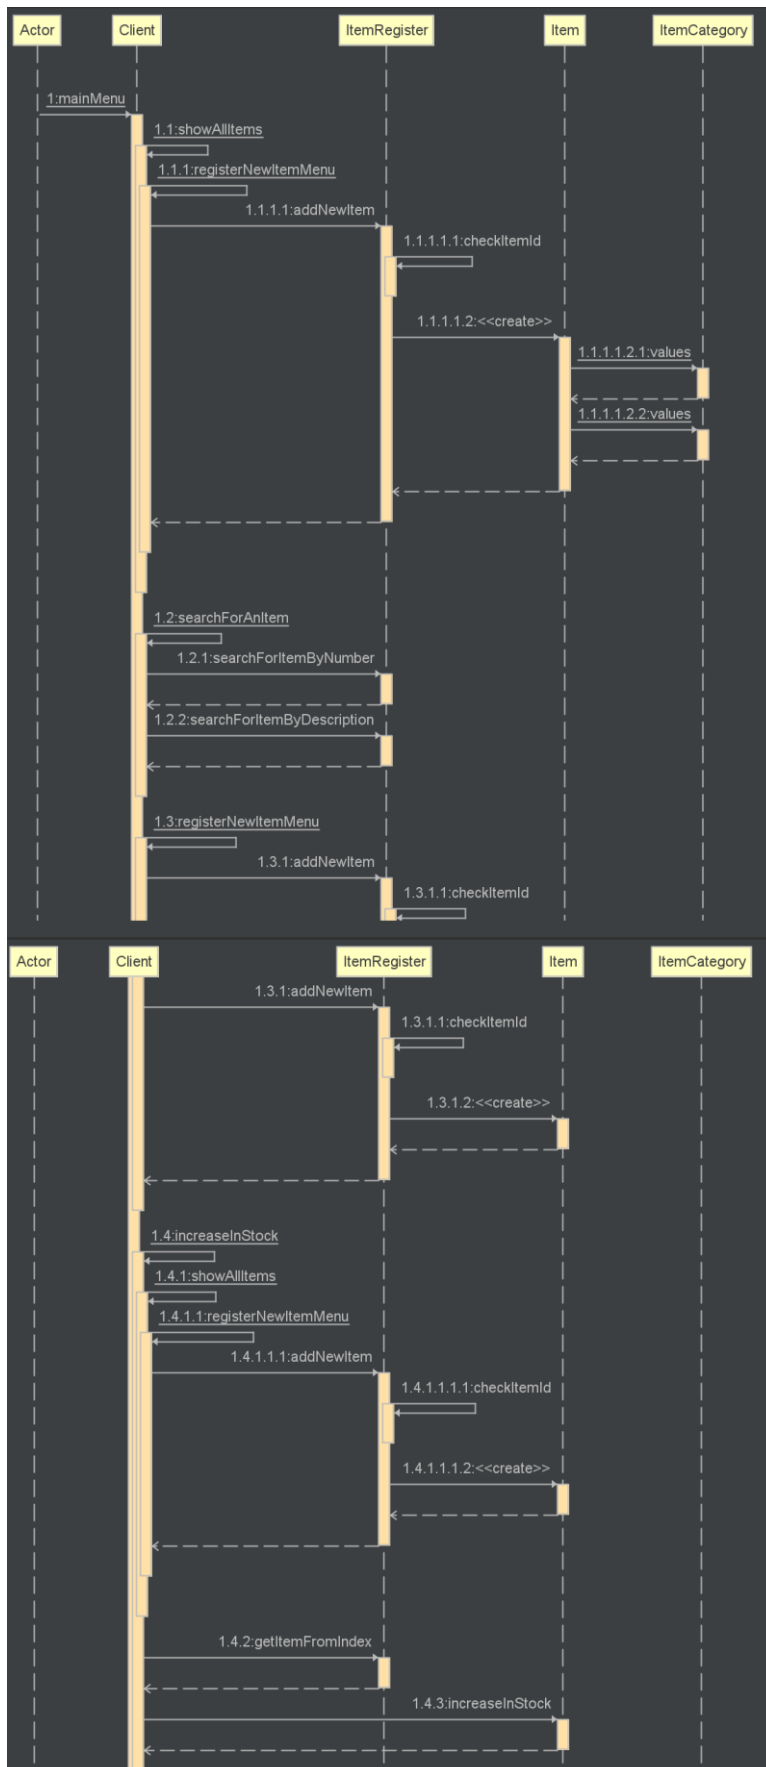 Actor Client ItemRegister Item ItemCategory
1:mainMenu
1.1:showAllItems
1.1.1:registerNewItemMenu
1.1.1.1:addNewItem
1.1.1.1.1:checkItemId
1.1.1.1.2:<<create>>
1.1.1.1.2.1:values
1.1.1.1.2.2:values
1.2:searchForAnItem
1.2.1:searchForItemByNumber
1.2.2:searchForItemByDescription
1.3:registerNewItemMenu
1.3.1:addNewItem
1.3.1.1:checkItemId
Actor Client ItemRegister Item ItemCategory
1.3.1:addNewItem
1.3.1.1:checkItemId
1.3.1.2:<<create>>
1.4:increaseInStock
1.4.1:showAllItems
1.4.1.1:registerNewItemMenu
1.4.1.1.1:addNewItem
1.4.1.1.1.1:checkItemId
1.4.1.1.1.2:<<create>>
1.4.2:getItemFromIndex
1.4.3:increaseInStock